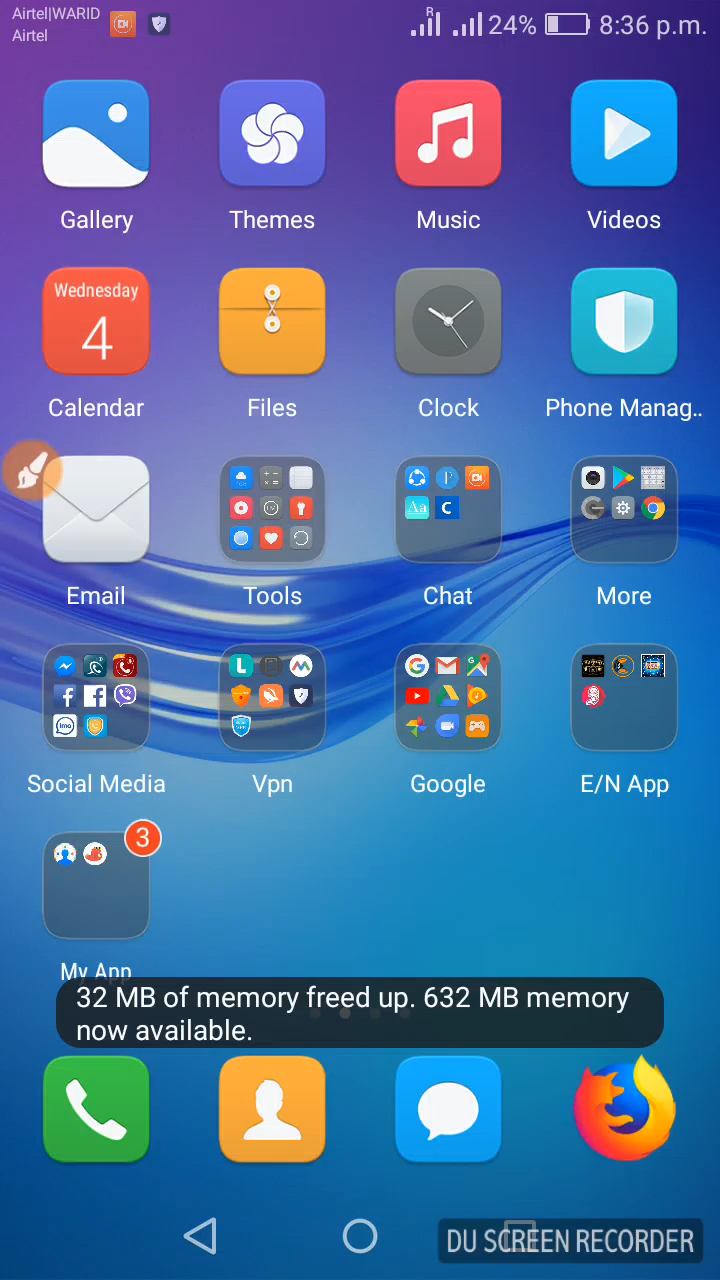 Airtel|WARID
Airtel
R
24%
8:36 p.m.
Gallery
Themes
Music
Videos
Wednesday
4
Calendar
Files
Clock
Phone Manag..
Email
Tools
Aa
C
Chat
More
Social Media
imo
L
Vpn
G
Google
E/N App
3
My App
32 MB of memory freed up. 632 MB memory
now available.
DU SCREEN RECORDER